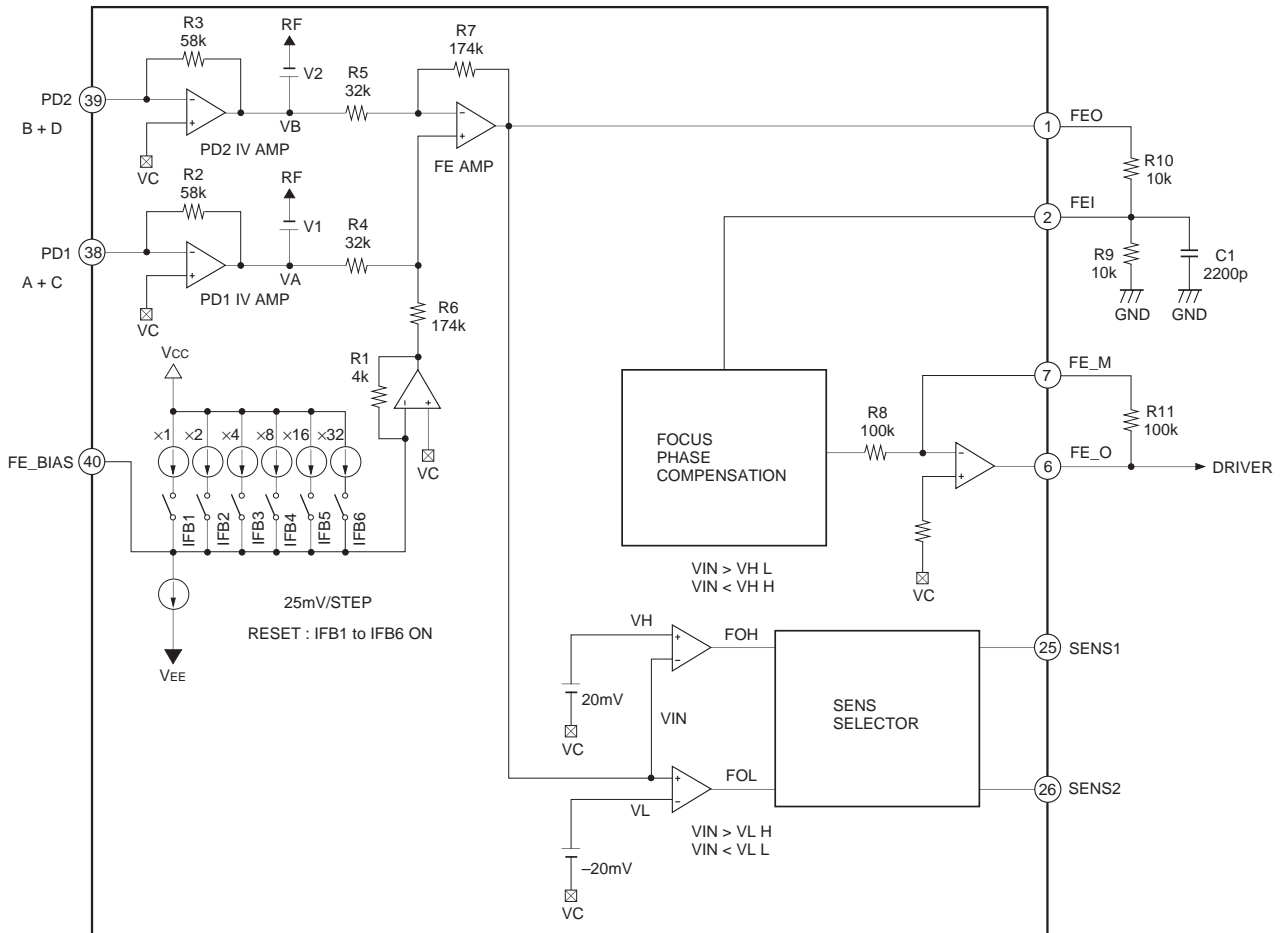 R3
58k
RF
R7
174k
V2
R5
32k
PD2
39
B + D
−
+
VB
−
+
1
FEO
PD2 IV AMP
FE AMP
VC
R10
10k
R2
58k
RF
2
FEI
V1
R4
32k
PD1
38
−
+
A + C
VA
R9
10k
C1
2200p
PD1 IV AMP
VC
R6
174k
GND
GND
VCC
R1
4k
−
+
7
FE_M
×1
×2
×4
×8
×16
×32
R8
100k
R11
100k
FOCUS
PHASE
COMPENSATION
VC
FE_BIAS
40
−
+
6
FE_O
DRIVER
IFB1
IFB2
IFB3
IFB4
IFB5
IFB6
VIN > VH L
VIN < VH H
VC
25mV/STEP
RESET : IFB1 to IFB6 ON
VH
+
−
FOH
25
SENS1
VEE
20mV
VIN
SENS
SELECTOR
VC
+
−
FOL
26
SENS2
VL
VIN > VL H
VIN < VL L
–20mV
VC